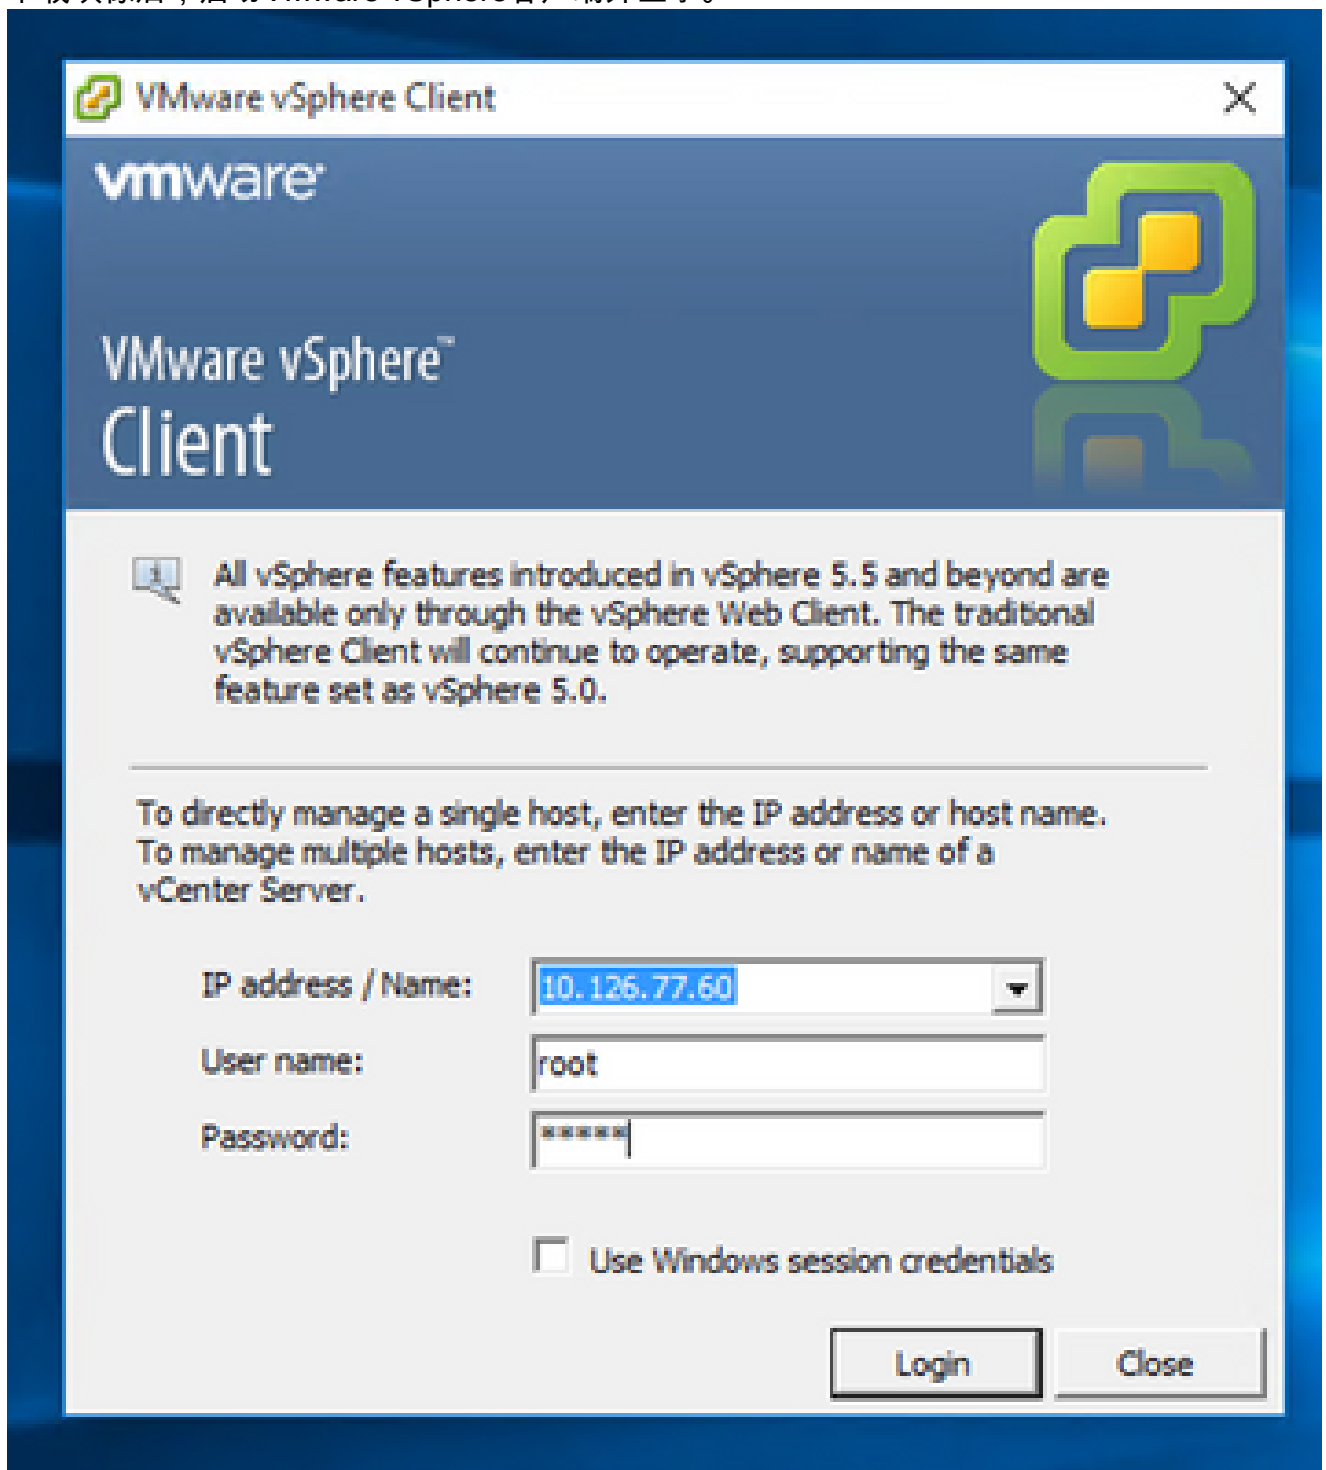 VMware vSphere
VMware vSphere Client
vmware
VMware vSphere™
Client
All vSphere features introduced in vSphere 5.5 and beyond are
available only through the vSphere Web Client. The traditional
vSphere Client will continue to operate, supporting the same
feature set as vSphere 5.0.
To directly manage a single host, enter the IP address or host name.
To manage multiple hosts, enter the IP address or name of a
vCenter Server.
IP address / Name: 10.126.77.60
User name: root
Password: *****
Use Windows session credentials
Login Close